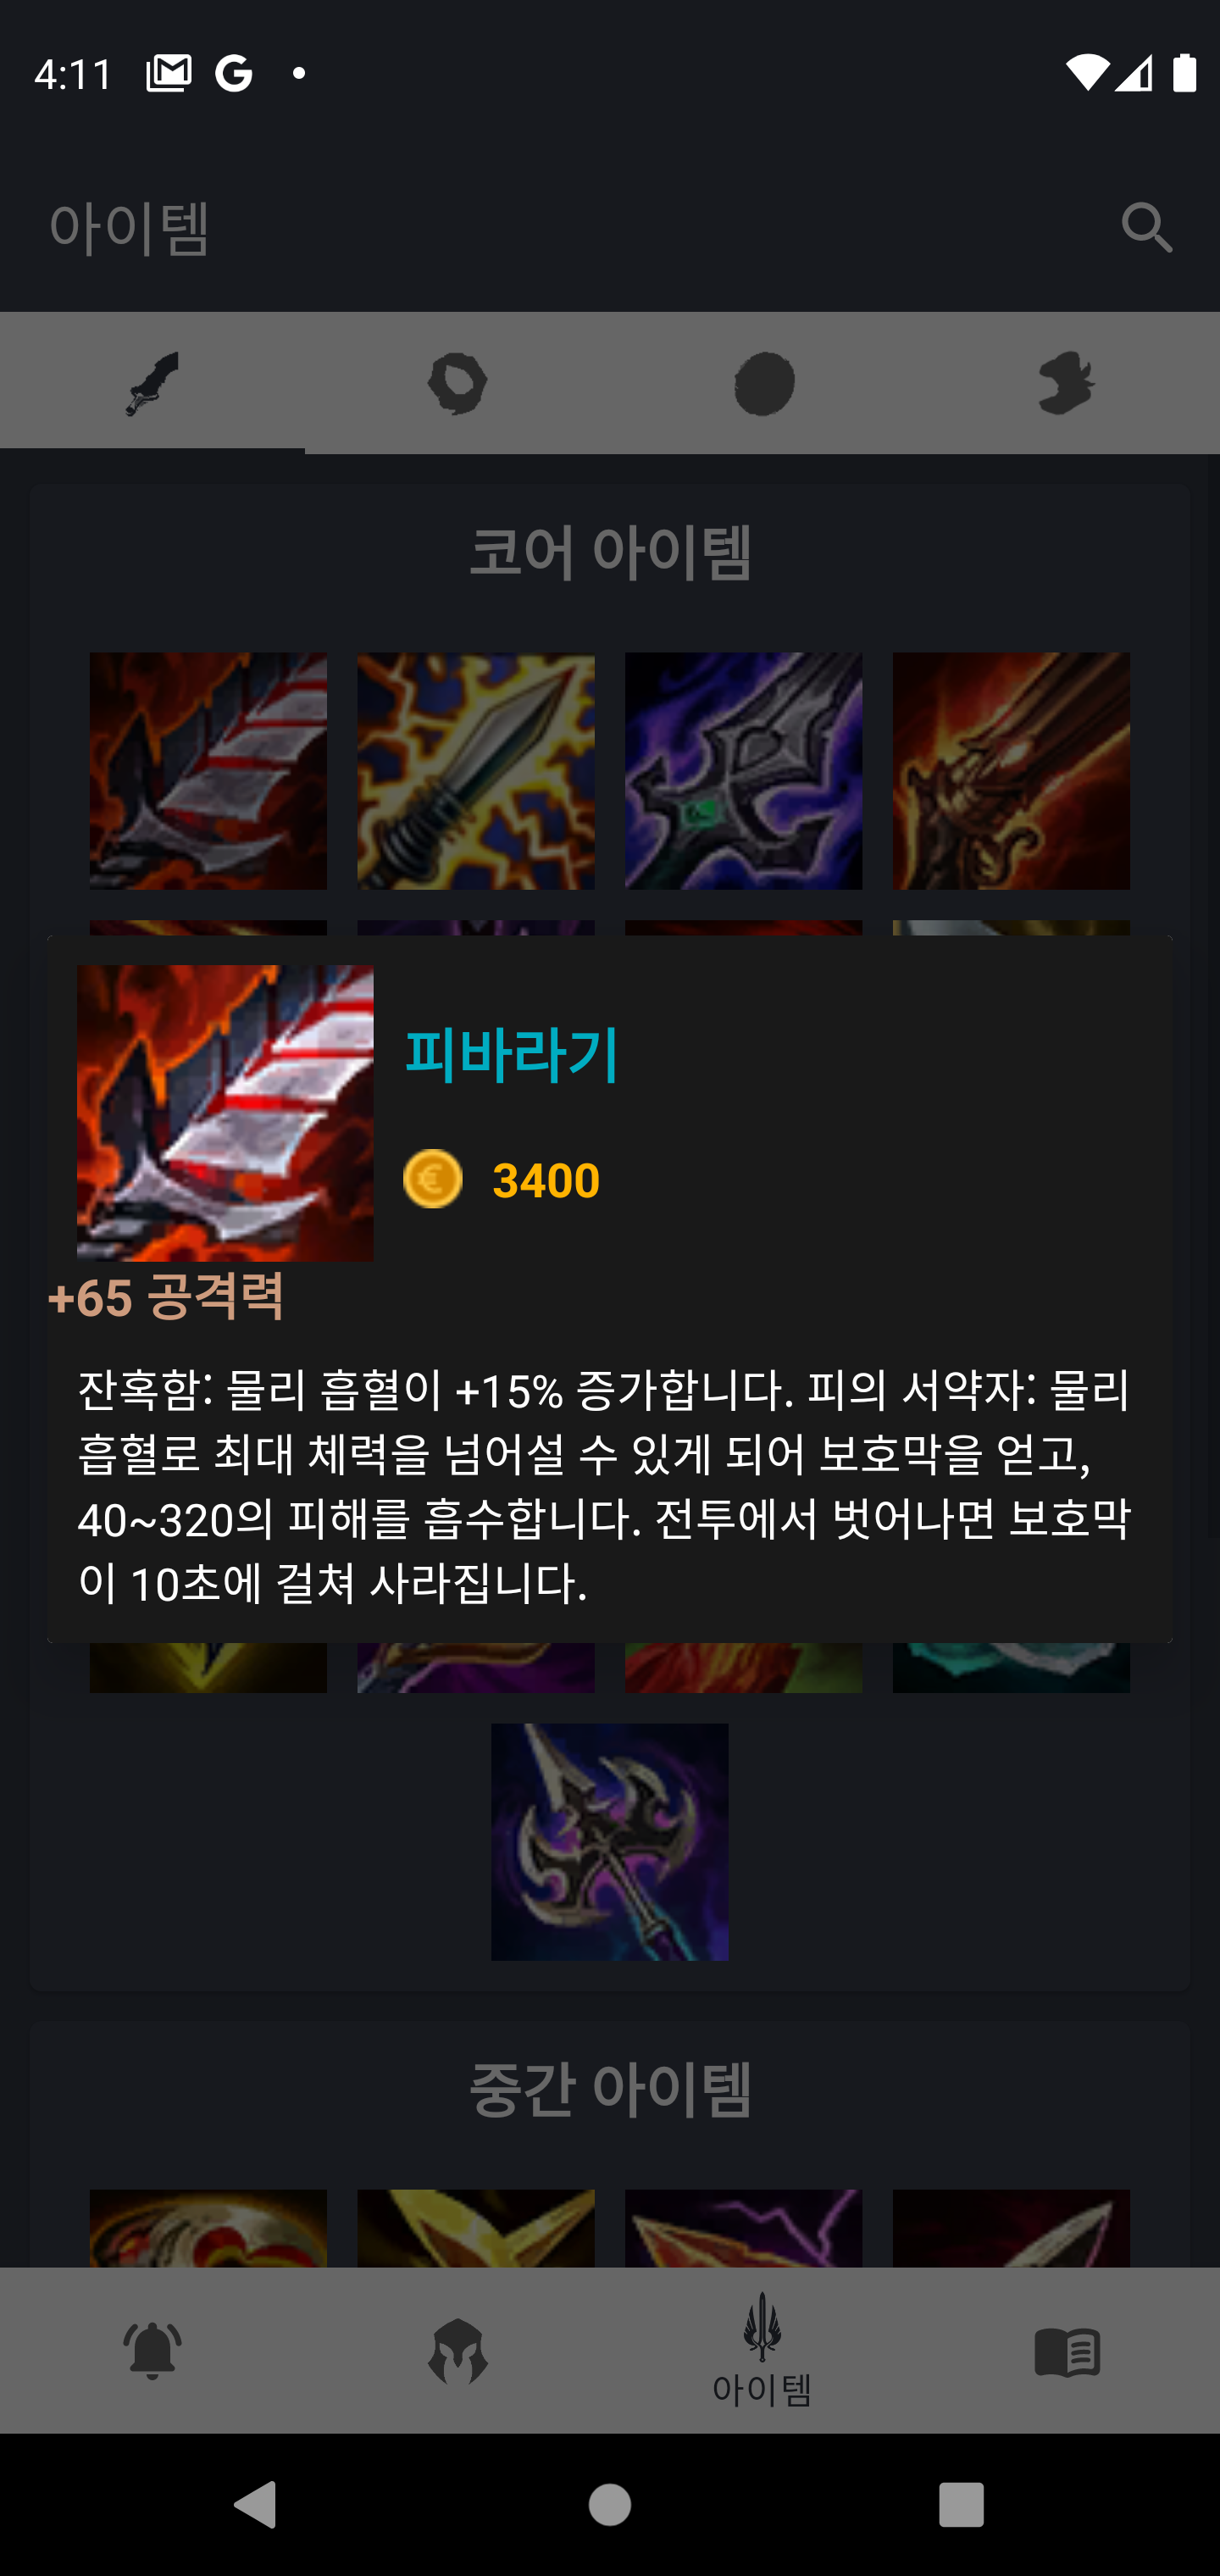 4:11
아이템
코어 아이템
피바라기
3400
+65 공격력
잔혹함: 물리 흡혈이 +15% 증가합니다. 피의 서약자: 물리
흡혈로 최대 체력을 넘어설 수 있게 되어 보호막을 얻고,
40~320의 피해를 흡수합니다. 전투에서 벗어나면 보호막
이 10초에 걸쳐 사라집니다.
중간 아이템
아이템